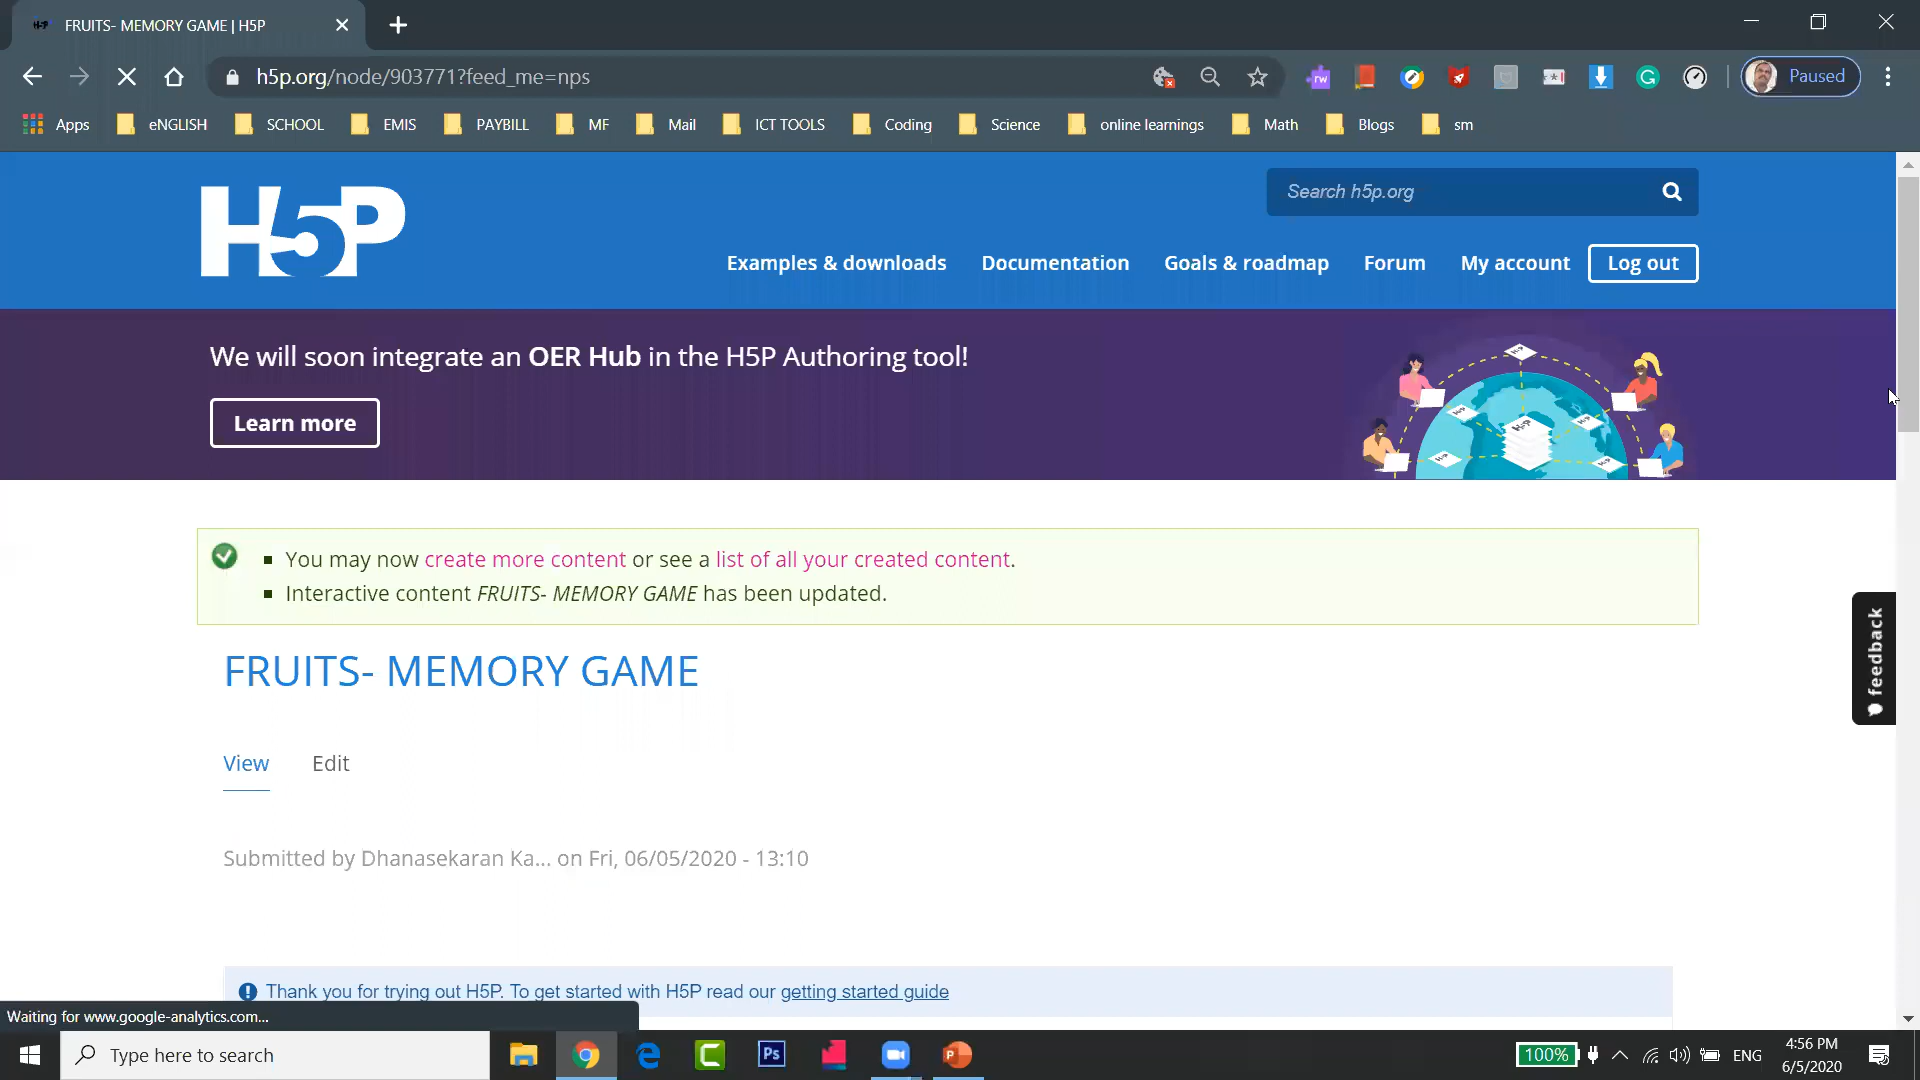 FRUITS- MEMORY GAME | H5P
h5p.org/node/903771?feed_me=nps
Paused
Apps
eNGLISH
SCHOOL
EMIS
PAYBILL
MF
Mail
ICT TOOLS
Coding
Science
online learnings
Math
Blogs
sm
H5P
Search h5p.org
Examples & downloads
Documentation
Goals & roadmap
Forum
My account
Log out
We will soon integrate an OER Hub in the H5P Authoring tool!
Learn more
You may now create more content or see a list of all your created content.
Interactive content FRUITS- MEMORY GAME has been updated.
feedback
FRUITS- MEMORY GAME
View
Edit
Submitted by Dhanasekaran Ka... on Fri, 06/05/2020 - 13:10
Thank you for trying out H5P. To get started with H5P read our getting started guide
Waiting for www.google-analytics.com...
Type here to search
Ps
100%
ENG
4:56 PM
6/5/2020